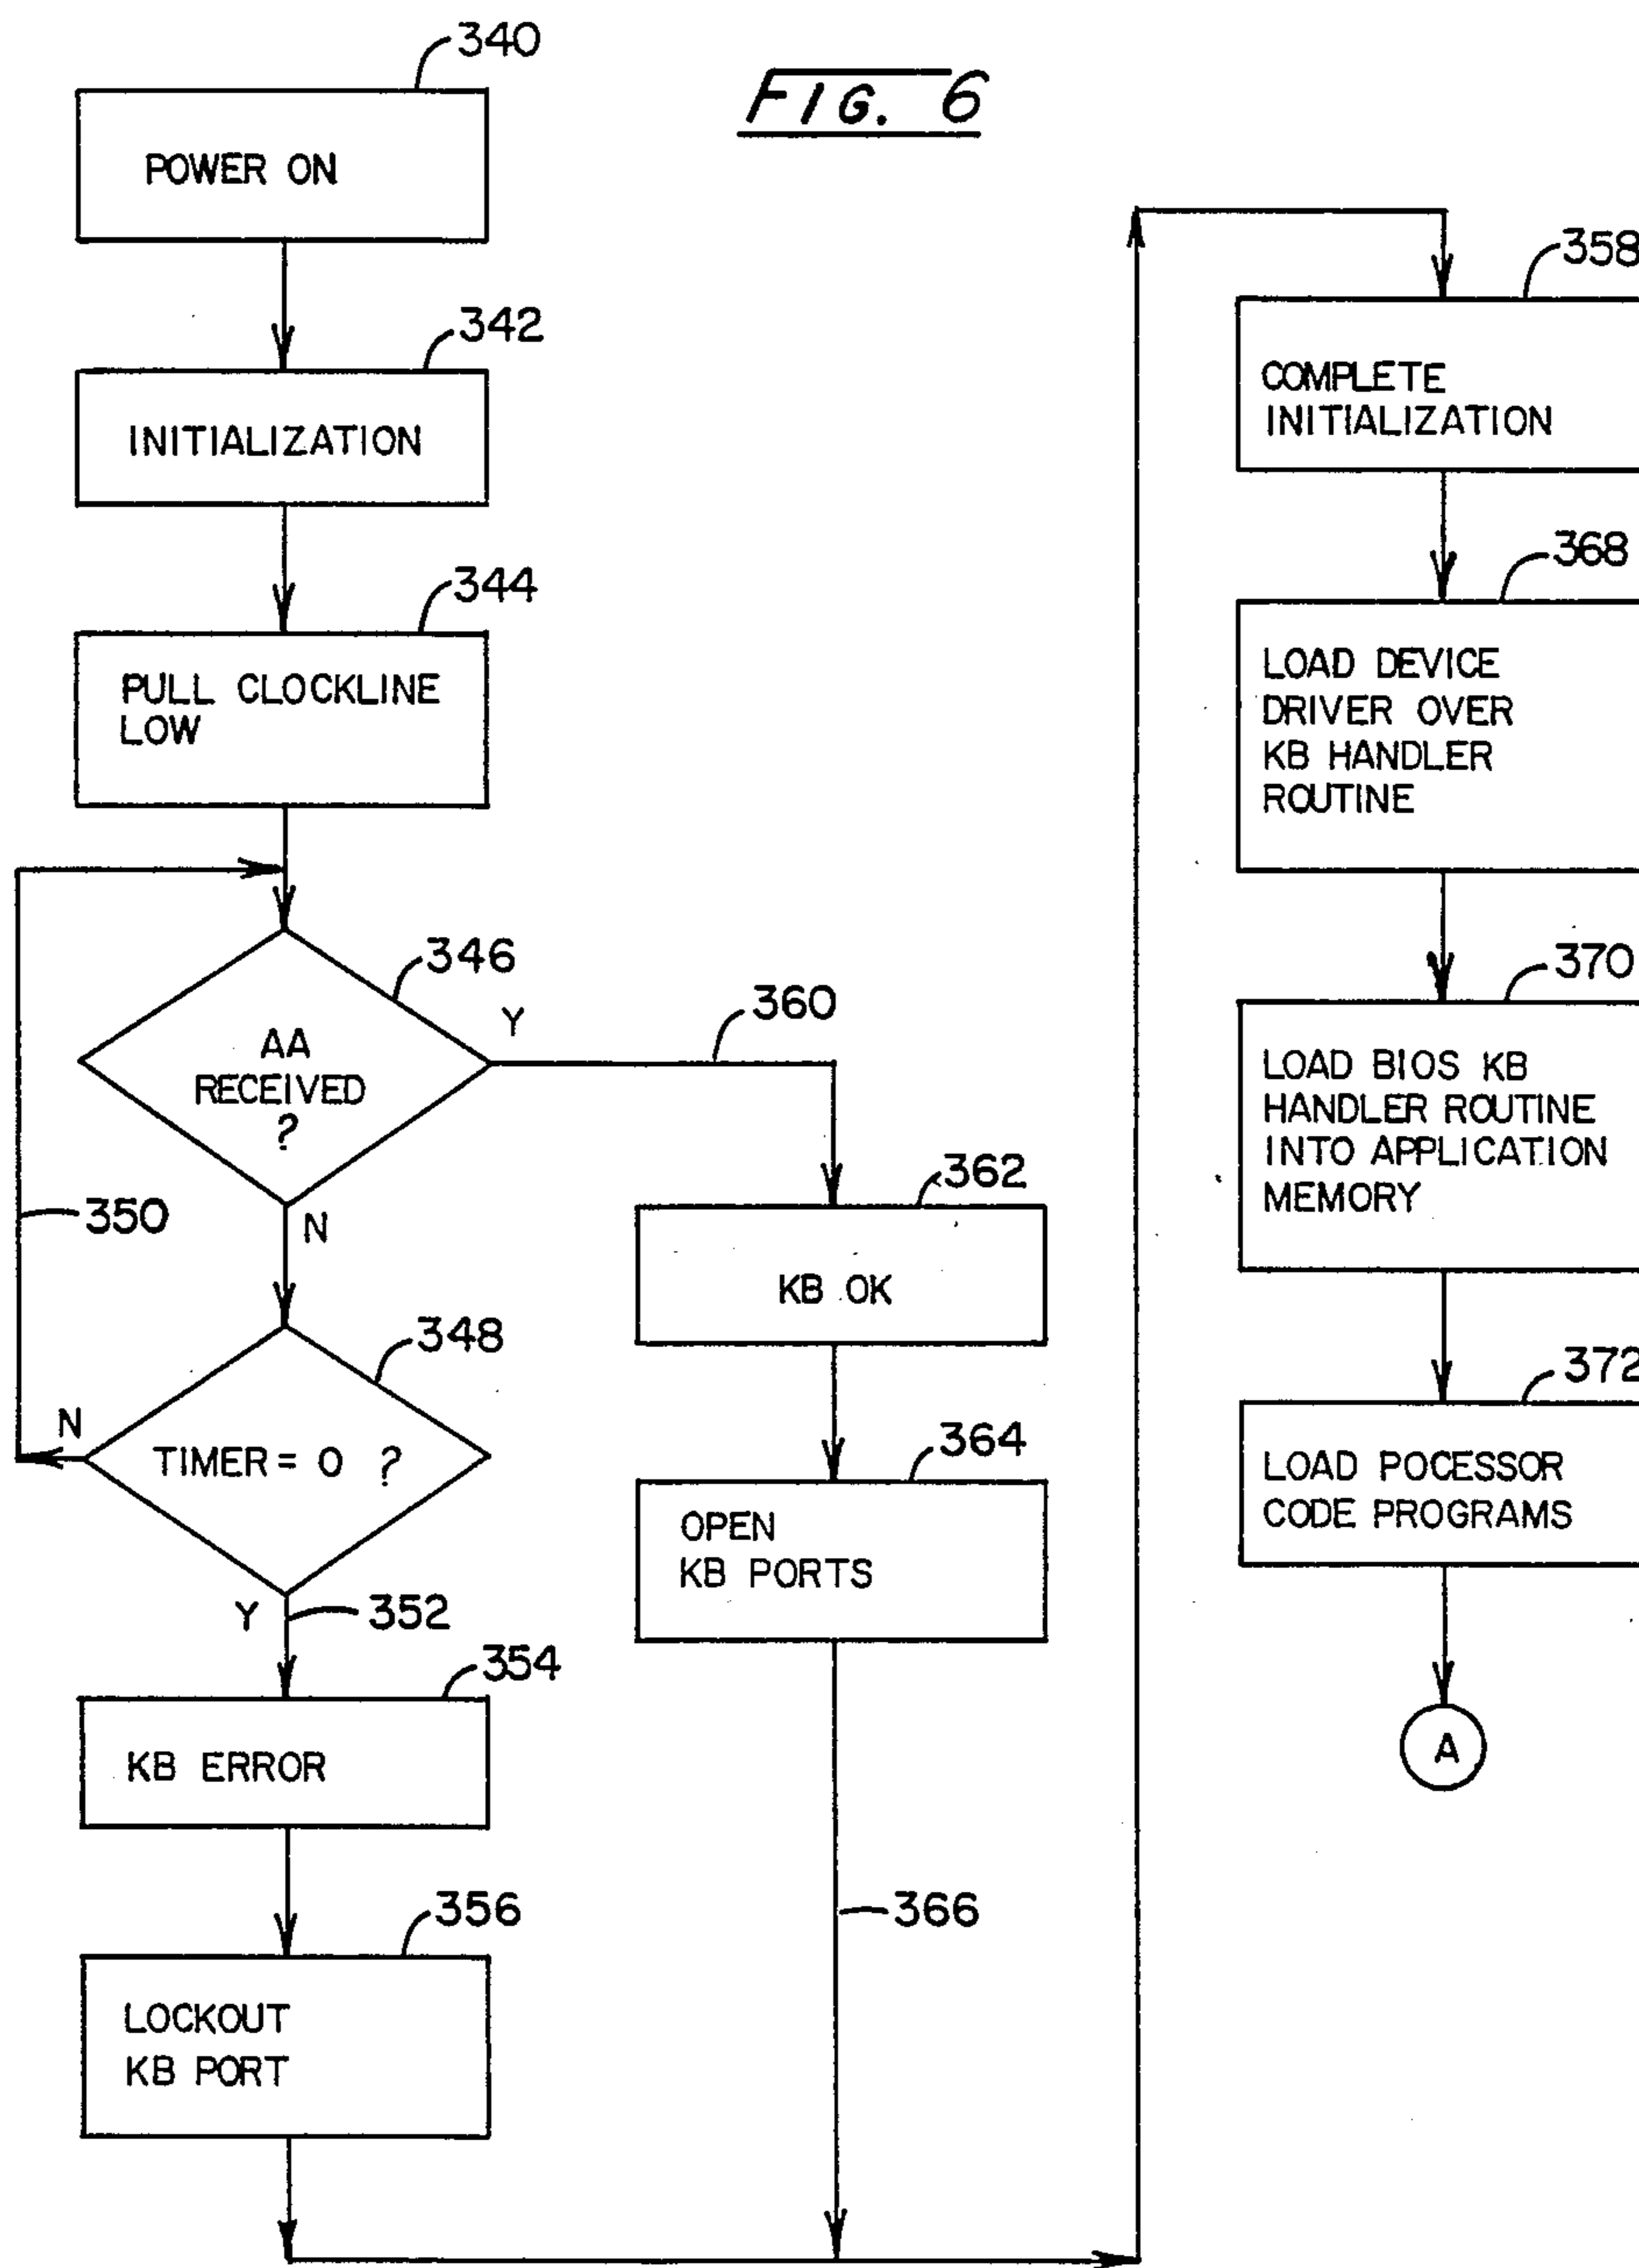 FIG. 6
340
POWER ON
342
INITIALIZATION
344
PULL CLOCKLINE
LOW
346
AA
RECEIVED
?
Y
360
350
N
348
TIMER = 0 ?
N
Y
352
354
KB ERROR
356
LOCKOUT
KB PORT
362
KB OK
364
OPEN
KB PORTS
366
358
COMPLETE
INITIALIZATION
368
LOAD DEVICE
DRIVER OVER
KB HANDLER
ROUTINE
370
LOAD BIOS KB
HANDLER ROUTINE
INTO APPLICATION
MEMORY
372
LOAD POCESSOR
CODE PROGRAMS
A